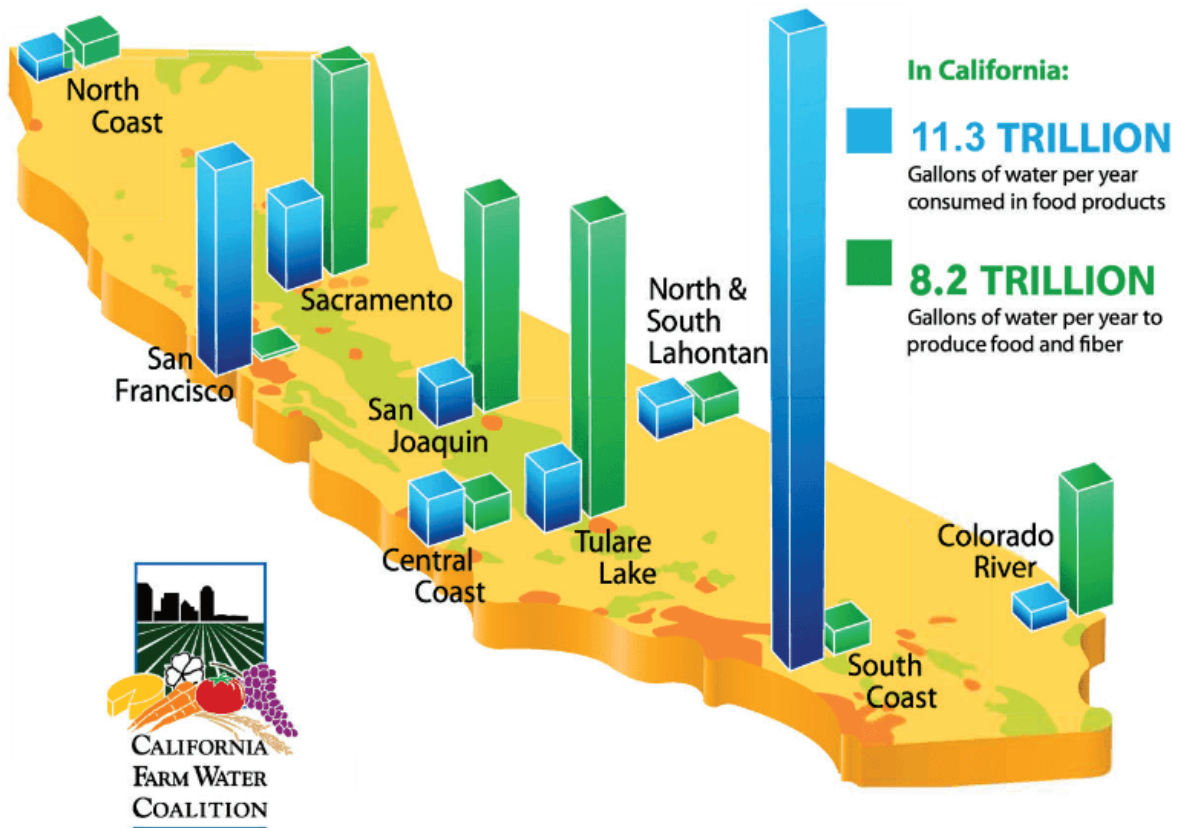 North
Coast
In California:
11.3 TRILLION
Gallons of water per year
consumed in food products
8.2 TRILLION
Gallons of water per year to
produce food and fiber
Sacramento
North &
South
Lahontan
San
Francisco
San
Joaquin
Central
Coast
Tulare
Lake
Colorado
River
South
Coast
CALIFORNIA
FARM WATER
COALITION